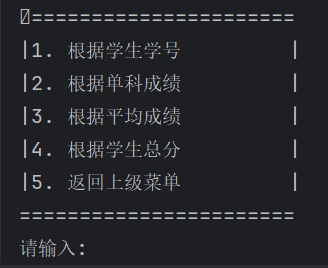 =====================
|1. 根据学生学号        |
|2. 根据单科成绩        |
|3. 根据平均成绩        |
|4. 根据学生总分        |
|5. 返回上级菜单        |
======================
请输入: